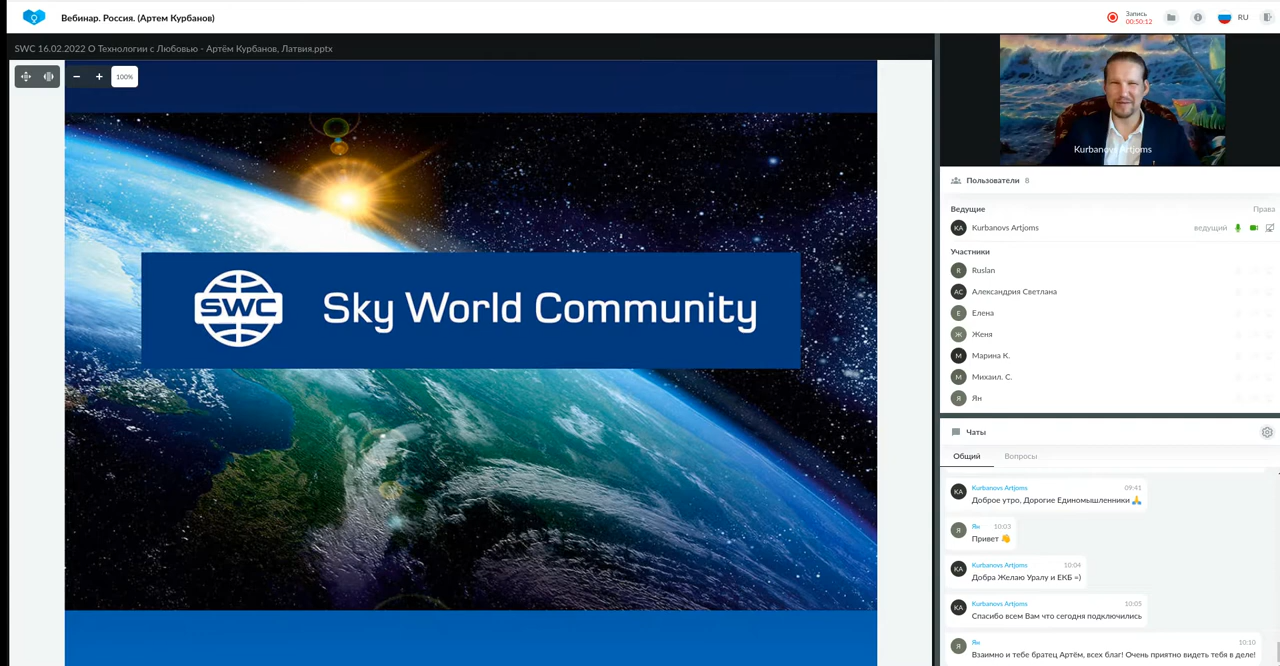 Вебинар. Россия. (Артем Курбанов)
Запись
00:50:12
RU
SWC 16.02.2022 О Технологии с Любовью - Артём Курбанов, Латвия.pptx
100%
SWC
Sky World Community
Kurbanovs Artjoms
Пользователи 8
Ведущие Права
KA Kurbanovs Artjoms ведущий
Участники
R Ruslan
АС Александрия Светлана
Е Елена
Ж Женя
М Марина К.
М Михаил. С.
Я Ян
Чаты
Общий Вопросы
KA Kurbanovs Artjoms 09:41
Доброе утро, Дорогие Единомышленники 🙏
Я Ян 10:03
Привет 👋
KA Kurbanovs Artjoms 10:04
Добра Желаю Уралу и ЕКБ =)
KA Kurbanovs Artjoms 10:05
Спасибо всем Вам что сегодня подключились
Я Ян 10:10
Взаимно и тебе братец Артём, всех благ! Очень приятно видеть тебя в деле!